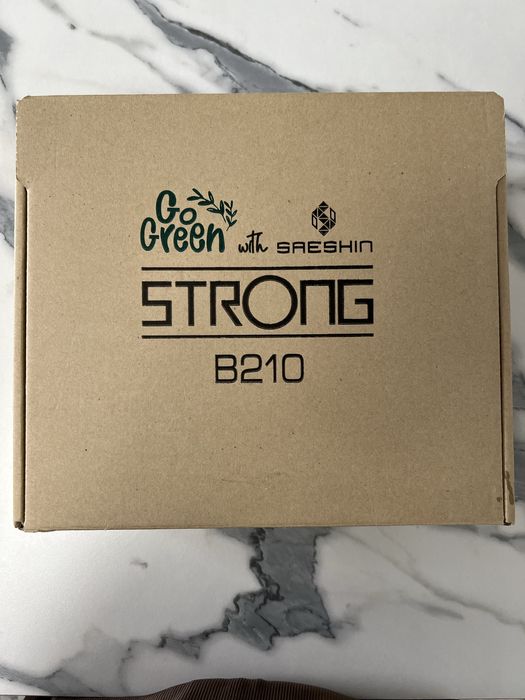 Go
Green with SAESHIN
STRONG
B210